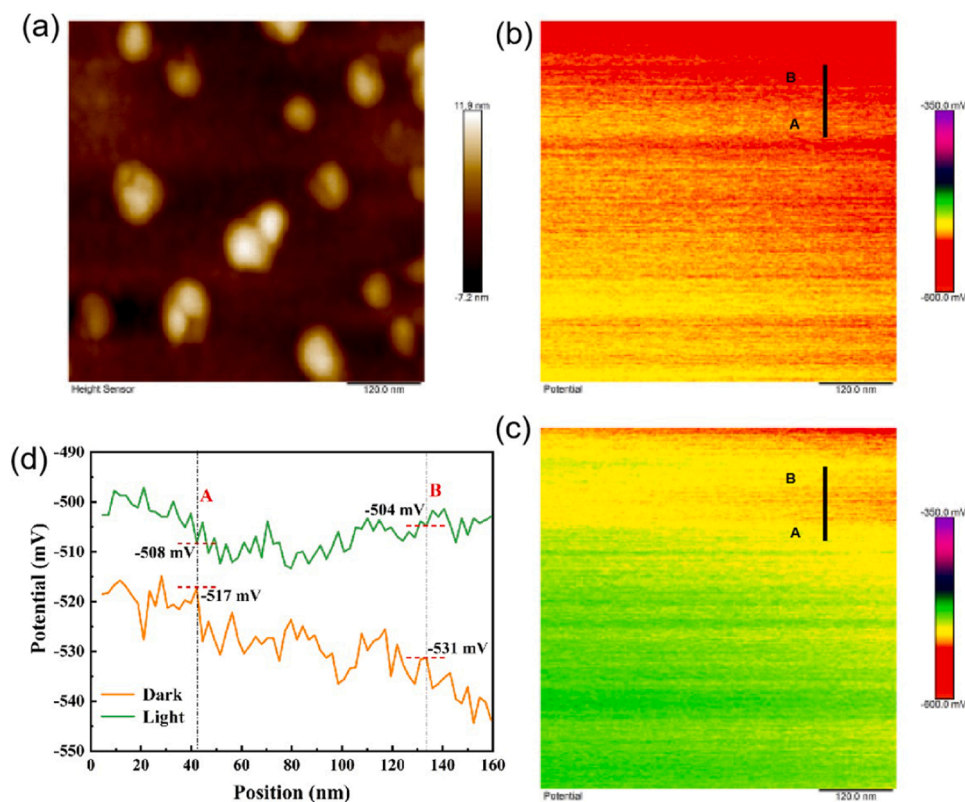 (a)
11.9 nm
-7.2 nm
Height Sensor
120.0 nm
(b)
B
A
-350.0 mV
-600.0 mV
Potential
120.0 nm
(c)
B
A
-350.0 mV
-600.0 mV
Potential
120.0 nm
(d)
-490
-500
-510
-520
-530
-540
-550
Potential (mV)
A
B
-504 mV
-508 mV
-517 mV
-531 mV
Dark
Light
0
20
40
60
80
100
120
140
160
Position (nm)